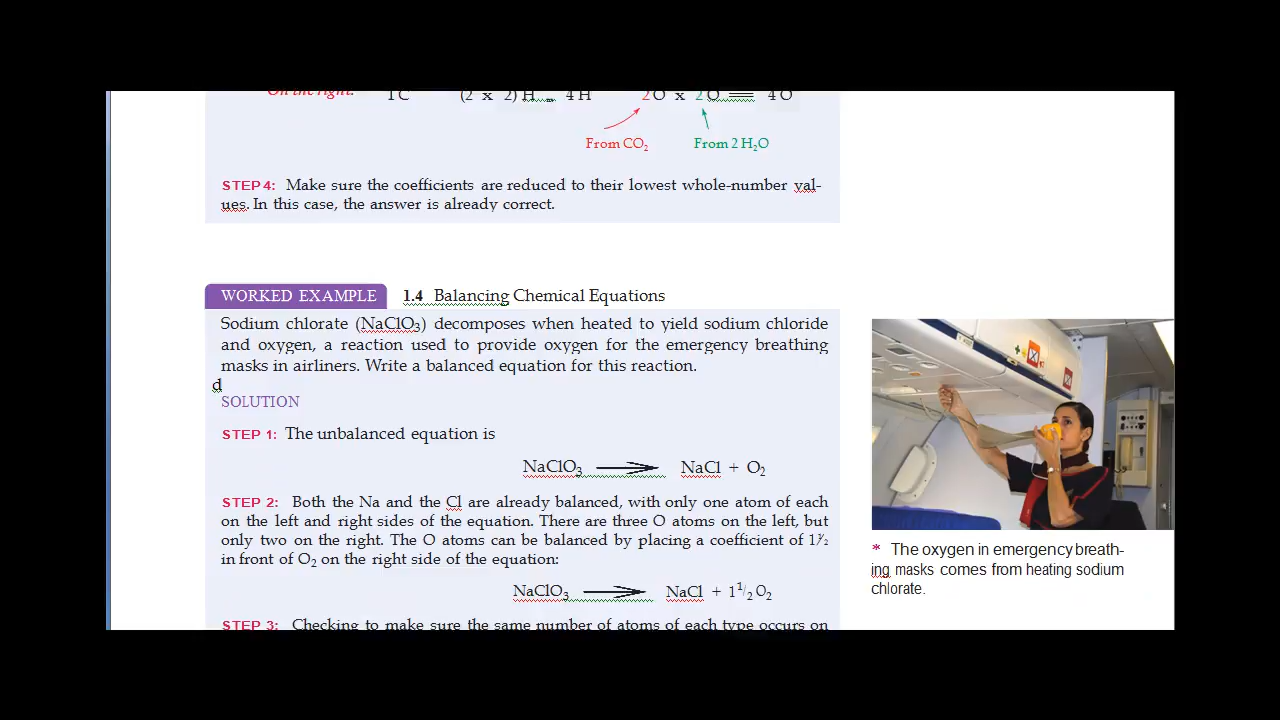 On the right:
1 C (2 x 2) H = 4 H 2 O x 2 O = 4 O
From CO₂ From 2 H₂O
STEP 4: Make sure the coefficients are reduced to their lowest whole-number val-
ues. In this case, the answer is already correct.
WORKED EXAMPLE 1.4 Balancing Chemical Equations
Sodium chlorate (NaClO₃) decomposes when heated to yield sodium chloride
and oxygen, a reaction used to provide oxygen for the emergency breathing
masks in airliners. Write a balanced equation for this reaction.
d
SOLUTION
STEP 1: The unbalanced equation is
NaClO₃ ⟶ NaCl + O₂
STEP 2: Both the Na and the Cl are already balanced, with only one atom of each
on the left and right sides of the equation. There are three O atoms on the left, but
only two on the right. The O atoms can be balanced by placing a coefficient of 1½
in front of O₂ on the right side of the equation:
NaClO₃ ⟶ NaCl + 1 1/2 O₂
STEP 3: Checking to make sure the same number of atoms of each type occurs on
* The oxygen in emergency breath-
ing masks comes from heating sodium
chlorate.